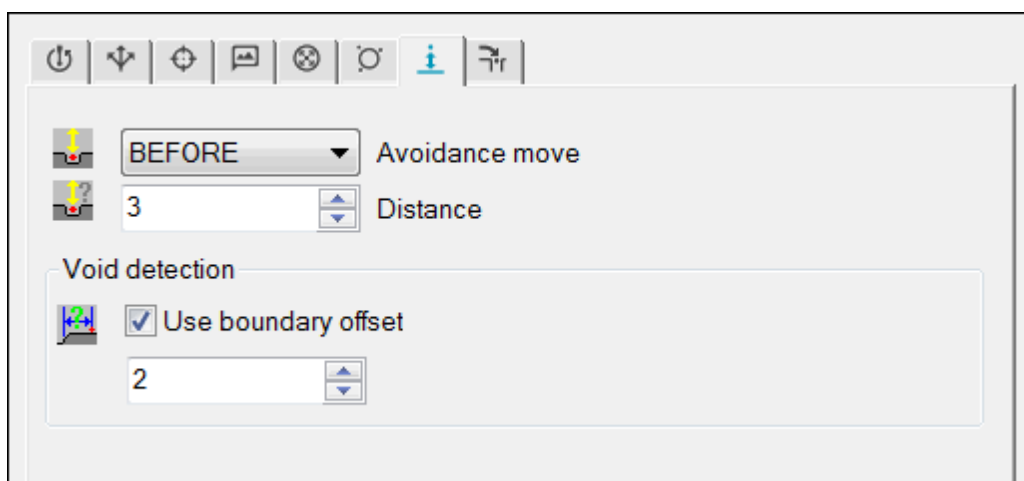 BEFORE Avoidance move
3 Distance
Void detection
Use boundary offset
2